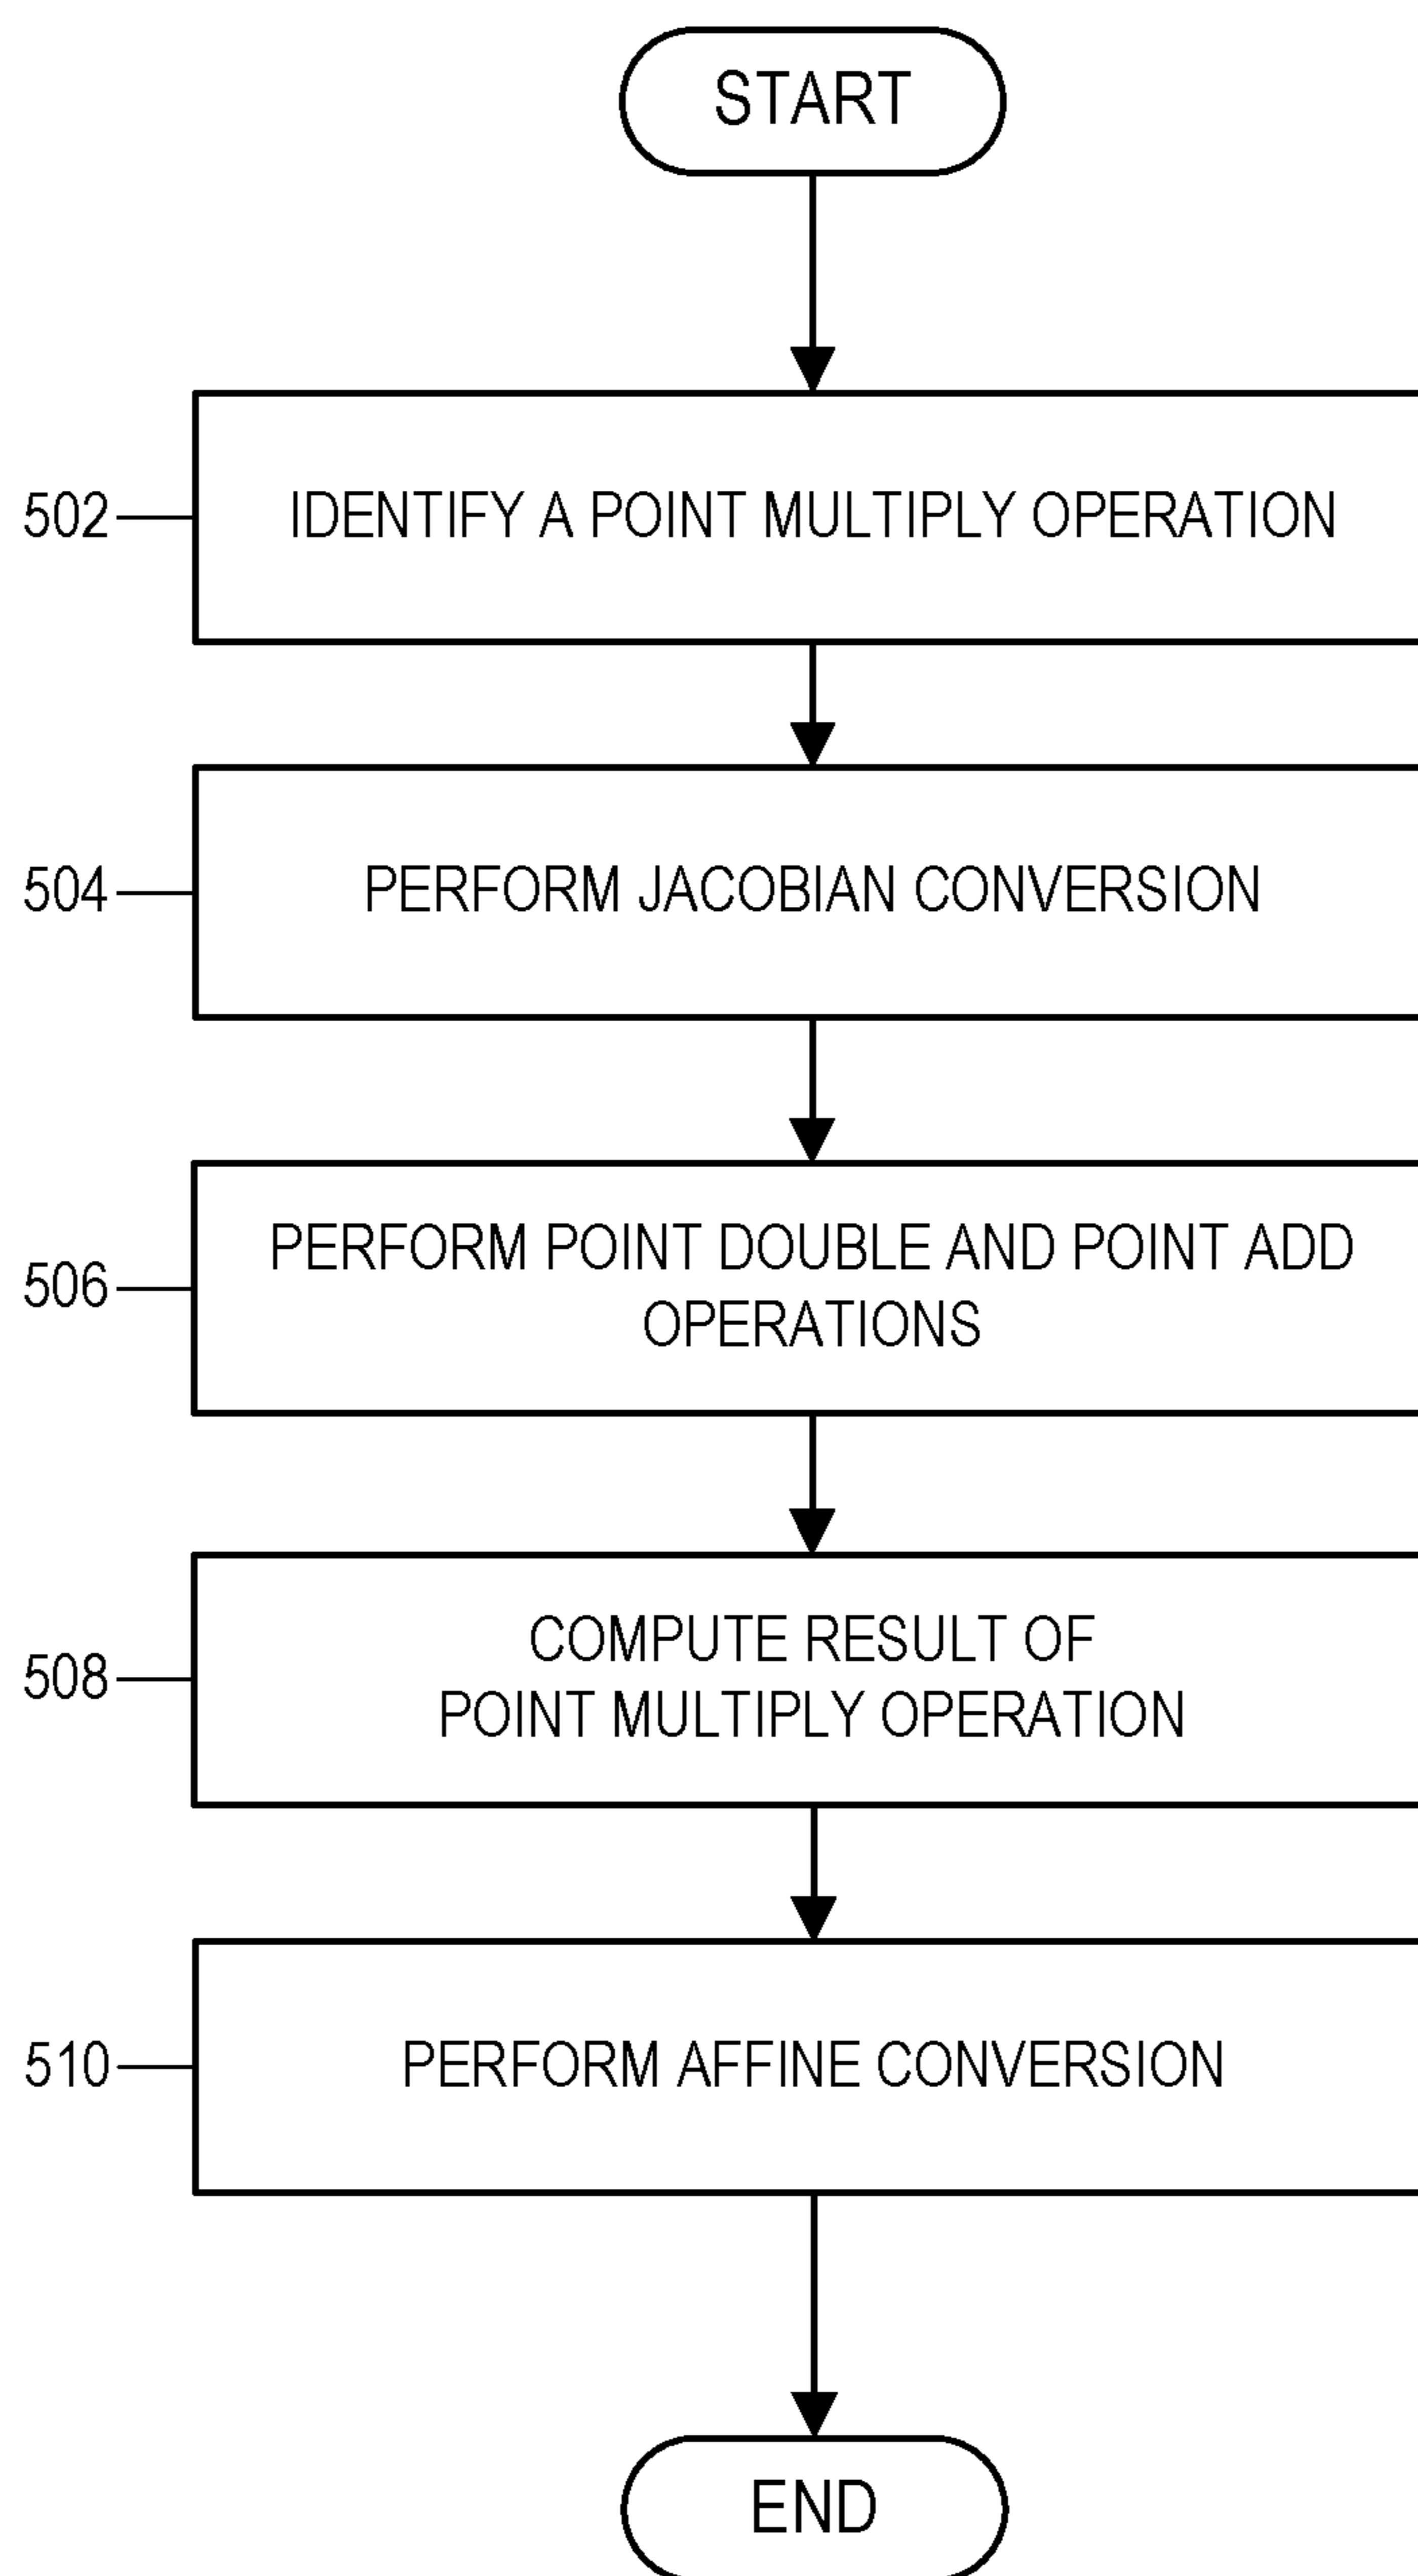 START
502
IDENTIFY A POINT MULTIPLY OPERATION
504
PERFORM JACOBIAN CONVERSION
506
PERFORM POINT DOUBLE AND POINT ADD
OPERATIONS
508
COMPUTE RESULT OF
POINT MULTIPLY OPERATION
510
PERFORM AFFINE CONVERSION
END